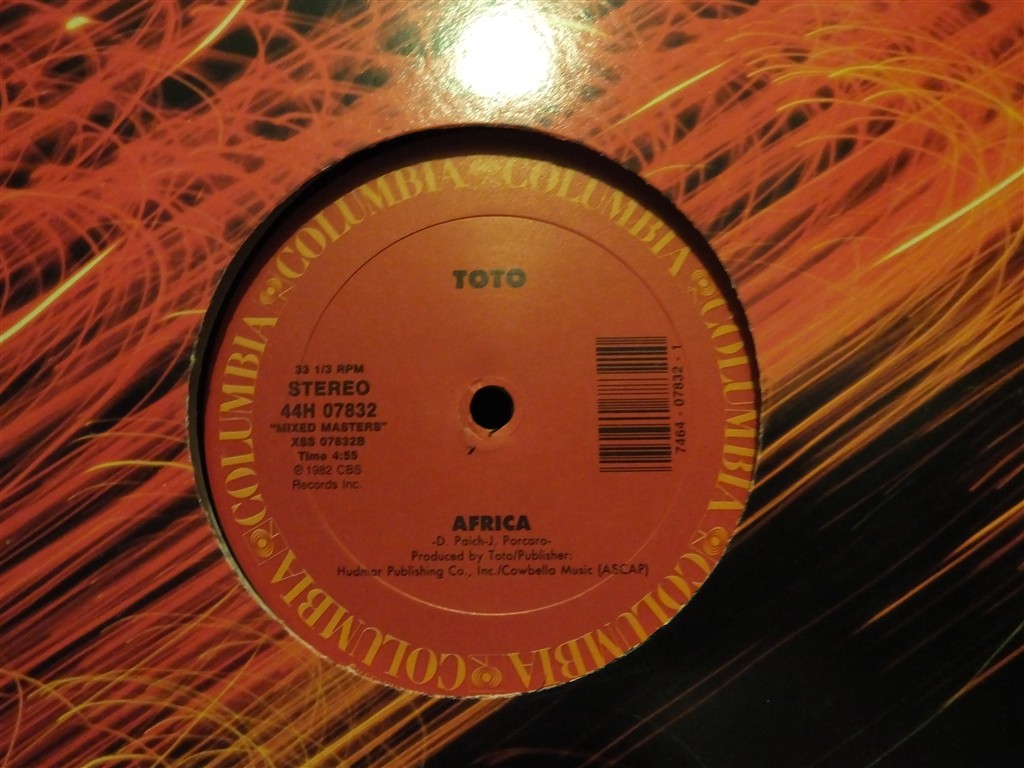 COLUMBIA COLUMBIA COLUMBIA COLUMBIA COLUMBIA COLUMBIA COLUMBIA COLUMBIA
TOTO
33 1/3 RPM
STEREO
44H 07832
"MIXED MASTERS"
XSS 07832B
Time 4:55
℗ 1982 CBS
Records Inc.
7464 - 07832 - 1
AFRICA
-D. Paich-J. Porcaro-
Produced by Toto/Publisher:
Hudmar Publishing Co., Inc./Cowbella Music (ASCAP)